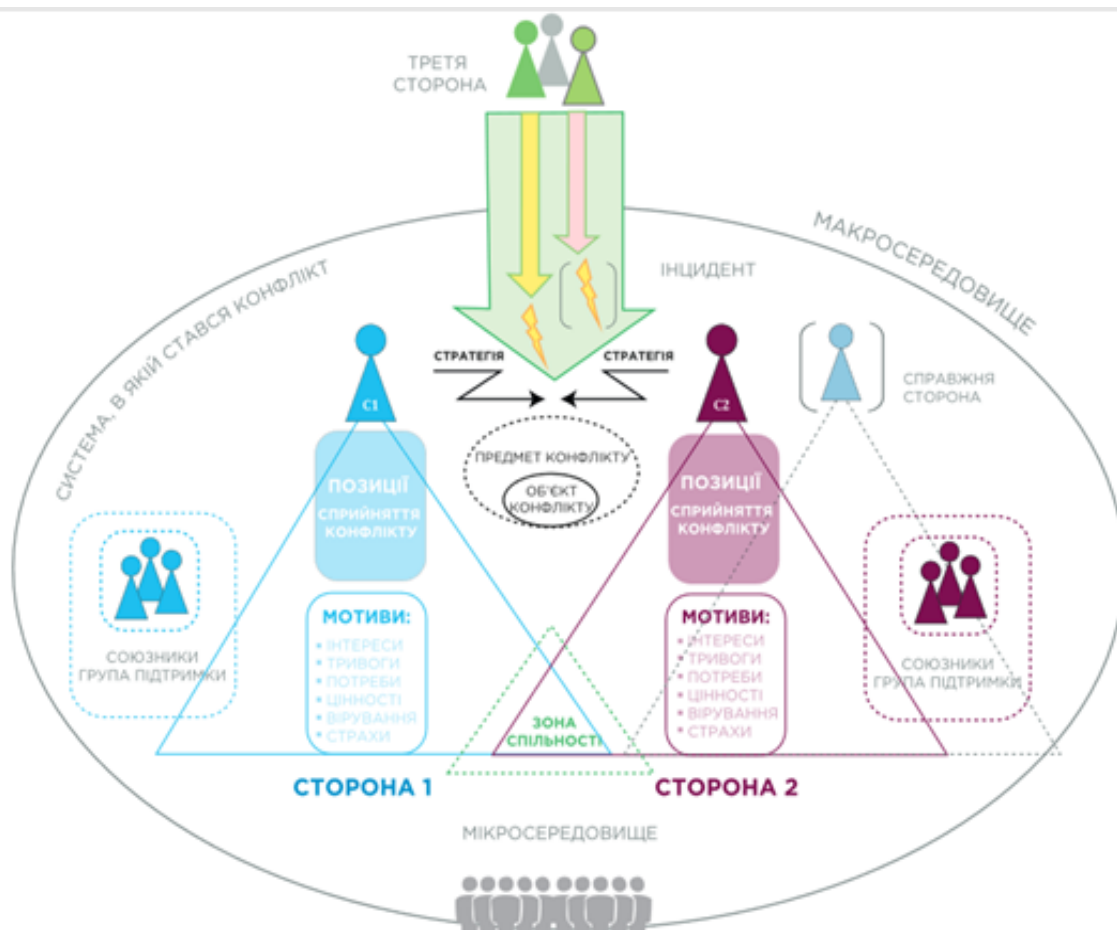 ТРЕТЯ
СТОРОНА
МАКРОСЕРЕДОВИЩЕ
СИСТЕМА, В ЯКІЙ СТАВСЯ КОНФЛІКТ
ІНЦИДЕНТ
СТРАТЕГІЯ
СТРАТЕГІЯ
СПРАВЖНЯ
СТОРОНА
С1
С2
ПРЕДМЕТ КОНФЛІКТУ
ОБ'ЄКТ
КОНФЛІКТУ
ПОЗИЦІЇ
СПРИЙНЯТТЯ
КОНФЛІКТУ
ПОЗИЦІЇ
СПРИЙНЯТТЯ
КОНФЛІКТУ
СОЮЗНИКИ
ГРУПА ПІДТРИМКИ
МОТИВИ:
ІНТЕРЕСИ
ТРИВОГИ
ПОТРЕБИ
ЦІННОСТІ
ВІРУВАННЯ
СТРАХИ
ЗОНА
СПІЛЬНОСТІ
МОТИВИ:
ІНТЕРЕСИ
ТРИВОГИ
ПОТРЕБИ
ЦІННОСТІ
ВІРУВАННЯ
СТРАХИ
СОЮЗНИКИ
ГРУПА ПІДТРИМКИ
СТОРОНА 1
СТОРОНА 2
МІКРОСЕРЕДОВИЩЕ